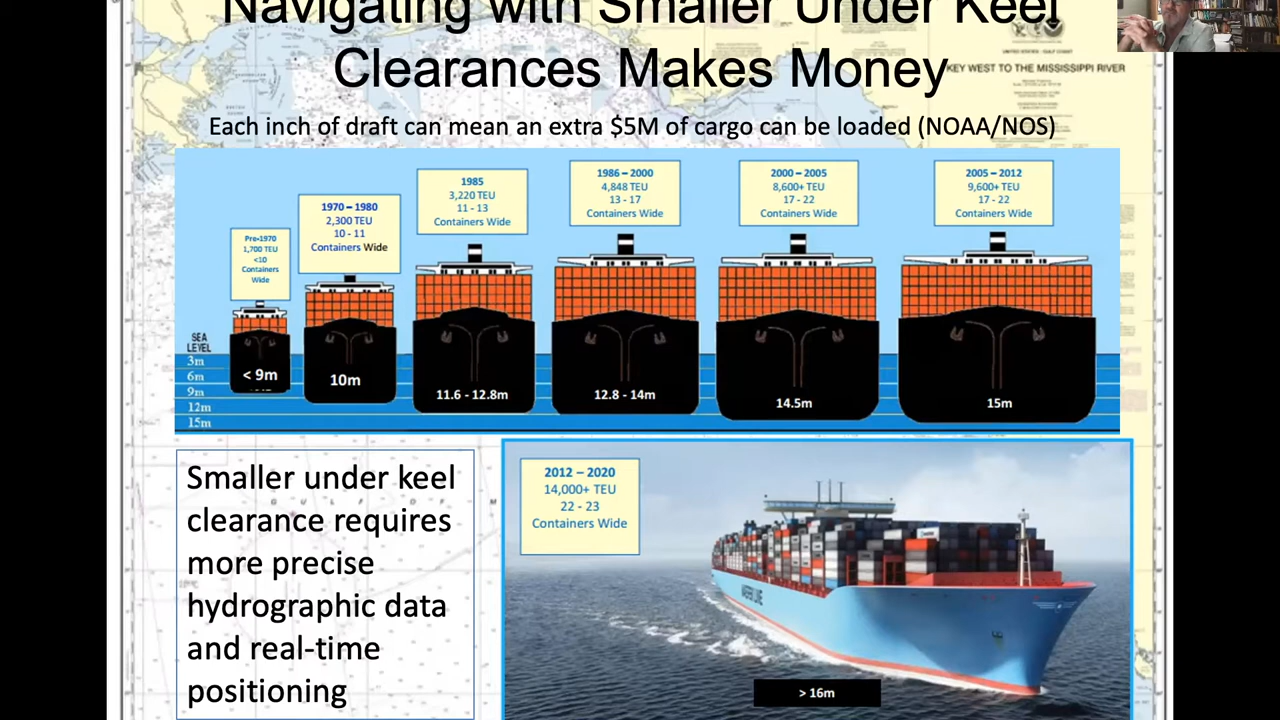 Navigating with Smaller Under Keel
Clearances Makes Money
UNITED STATES - GULF COAST
KEY WEST TO THE MISSISSIPPI RIVER
Each inch of draft can mean an extra $5M of cargo can be loaded (NOAA/NOS)
Pre-1970
1,700 TEU
<10
Containers
Wide
1970 – 1980
2,300 TEU
10 - 11
Containers Wide
1985
3,220 TEU
11 - 13
Containers Wide
1986 – 2000
4,848 TEU
13 - 17
Containers Wide
2000 – 2005
8,600+ TEU
17 - 22
Containers Wide
2005 – 2012
9,600+ TEU
17 - 22
Containers Wide
SEA
LEVEL
3m
6m
9m
12m
15m
< 9m
10m
11.6 - 12.8m
12.8 - 14m
14.5m
15m
Smaller under keel
clearance requires
more precise
hydrographic data
and real-time
positioning
2012 – 2020
14,000+ TEU
22 - 23
Containers Wide
> 16m